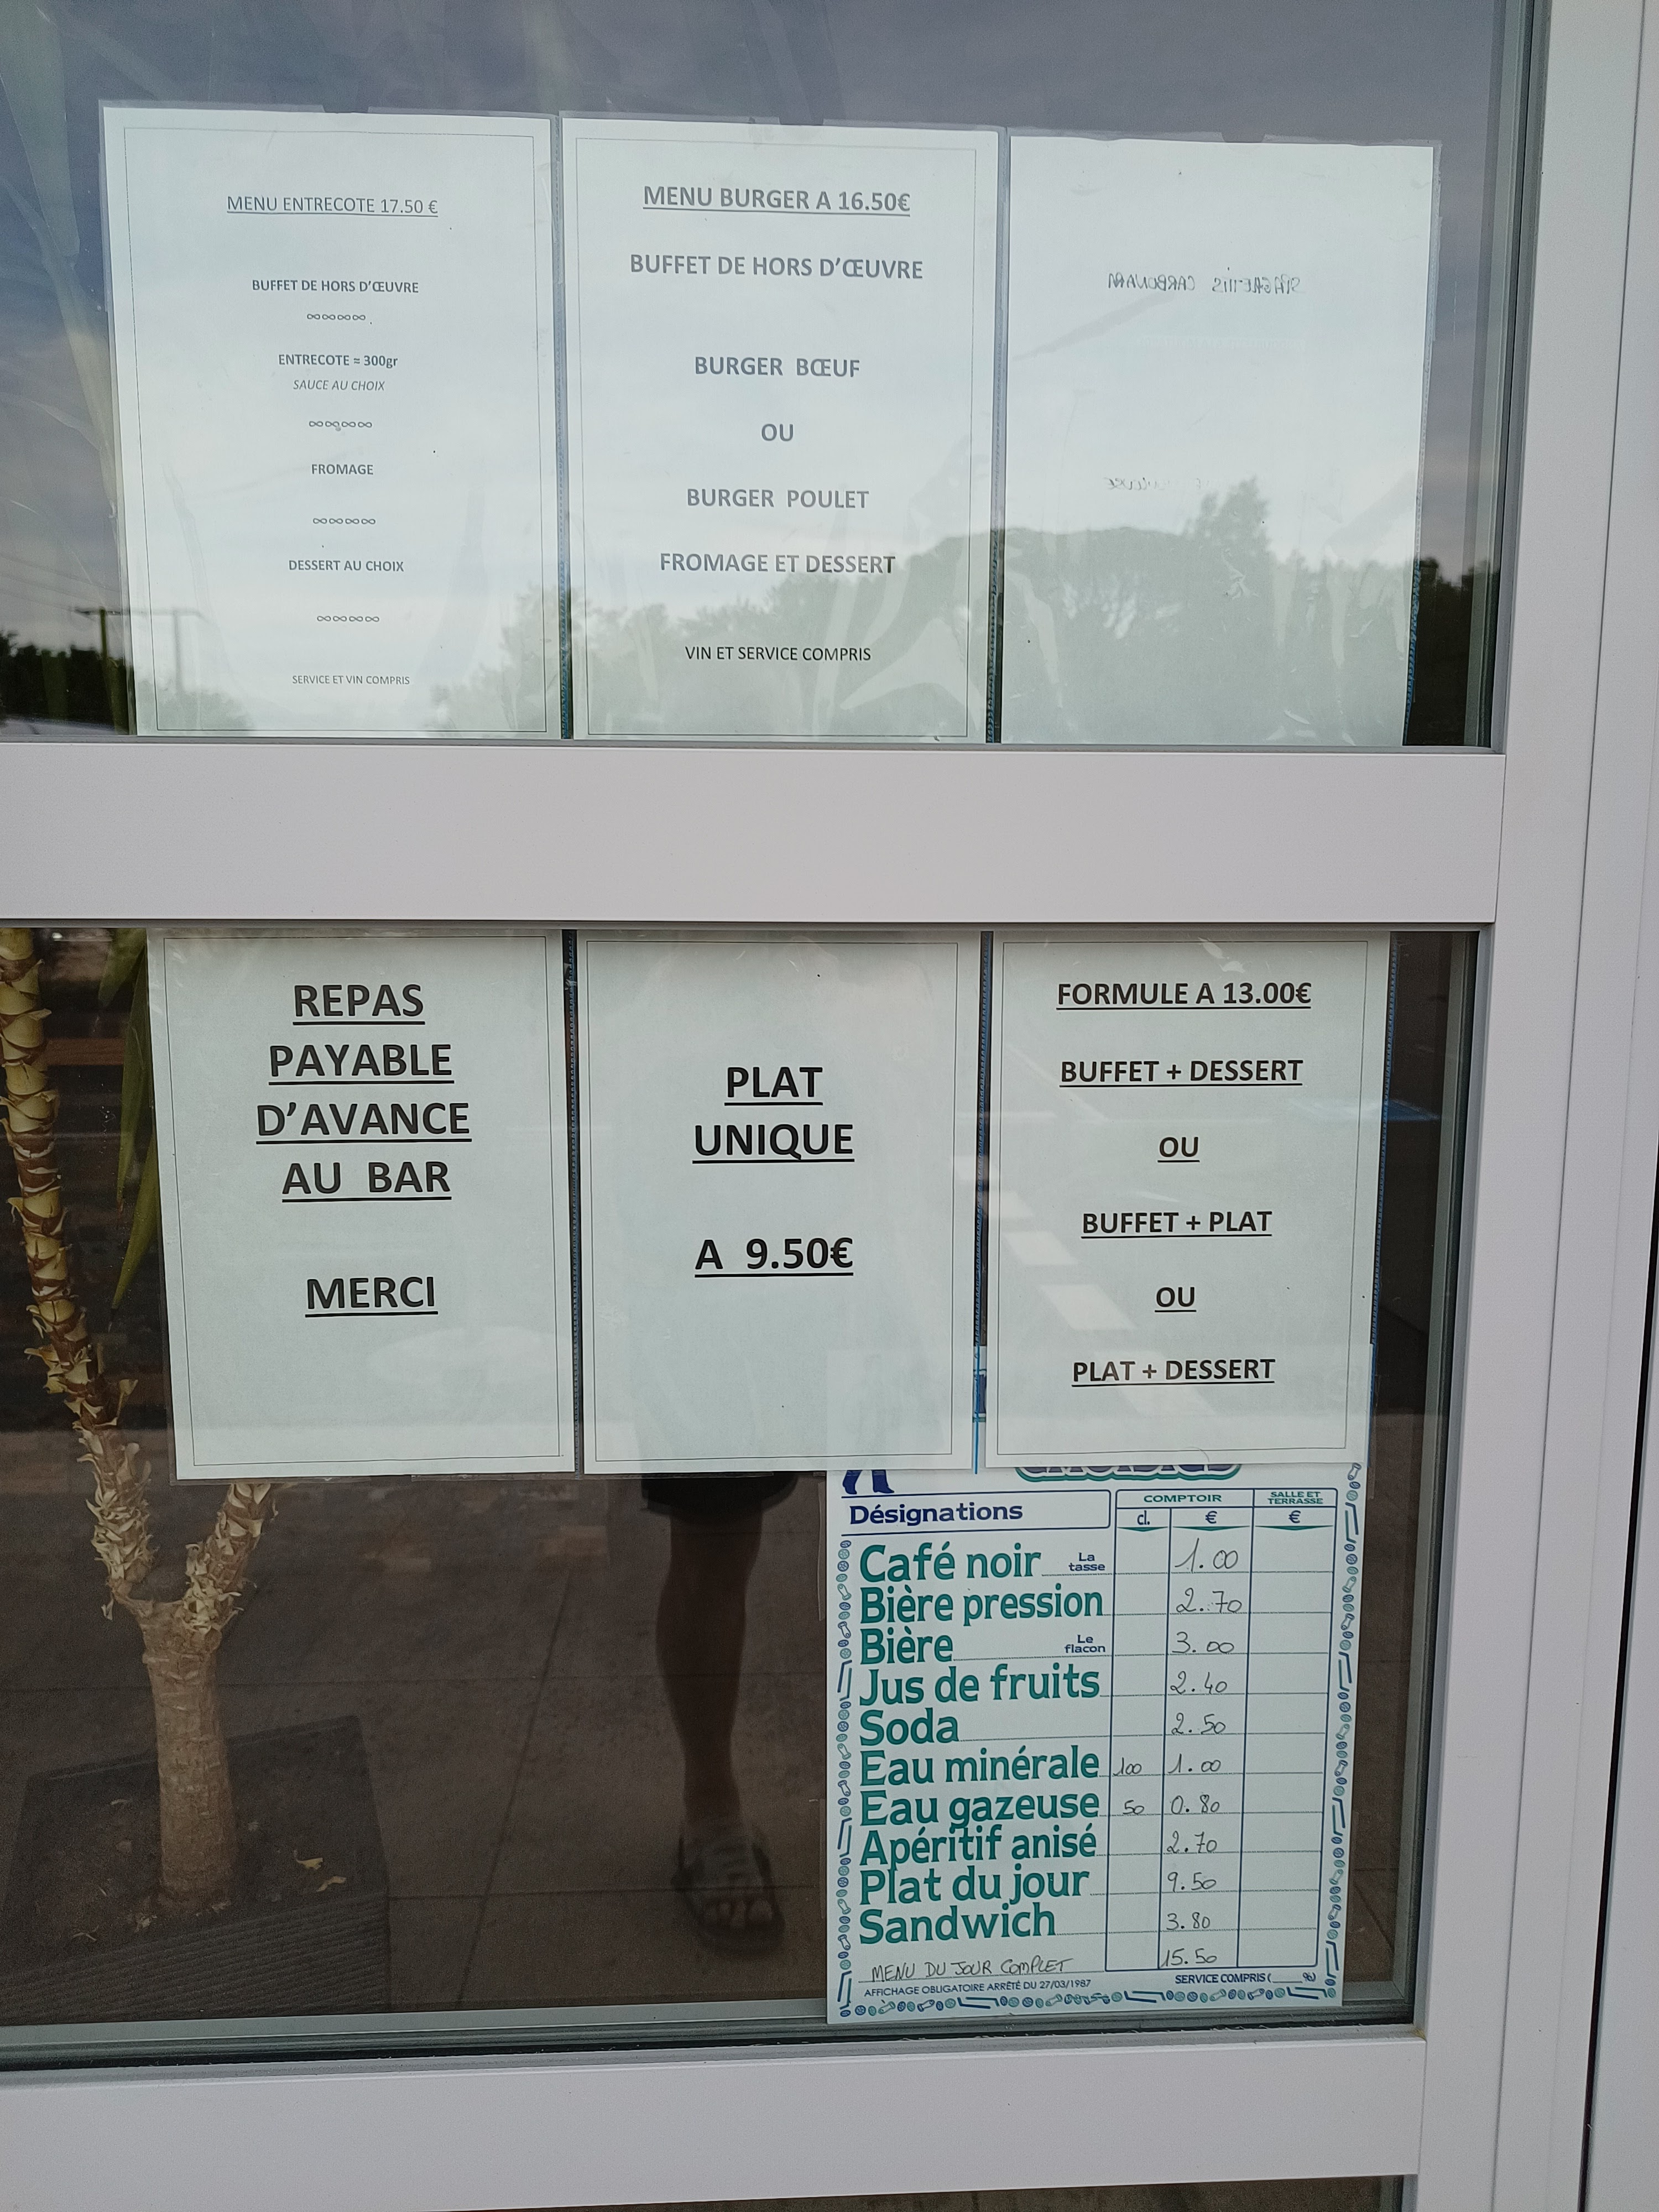 MENU ENTRECOTE 17.50 €
BUFFET DE HORS D'ŒUVRE
∞∞∞∞∞
ENTRECOTE = 300gr
SAUCE AU CHOIX
∞∞∞∞∞
FROMAGE
∞∞∞∞∞
DESSERT AU CHOIX
∞∞∞∞∞
SERVICE ET VIN COMPRIS
MENU BURGER A 16.50€
BUFFET DE HORS D'ŒUVRE
BURGER BŒUF
OU
BURGER POULET
FROMAGE ET DESSERT
VIN ET SERVICE COMPRIS
SPAGHETTIS CARBONARA
REPAS
PAYABLE
D'AVANCE
AU BAR
MERCI
PLAT
UNIQUE
A 9.50€
FORMULE A 13.00€
BUFFET + DESSERT
OU
BUFFET + PLAT
OU
PLAT + DESSERT
Désignations
COMPTOIR
SALLE ET
TERRASSE
cl. € €
Café noir La tasse 1.00
Bière pression 2.70
Bière Le flacon 3.00
Jus de fruits 2.40
Soda 2.50
Eau minérale 100 1.00
Eau gazeuse 50 0.80
Apéritif anisé 2.70
Plat du jour 9.50
Sandwich 3.80
MENU DU JOUR COMPLET 15.50
AFFICHAGE OBLIGATOIRE ARRÊTÉ DU 27/03/1987 SERVICE COMPRIS ( %)